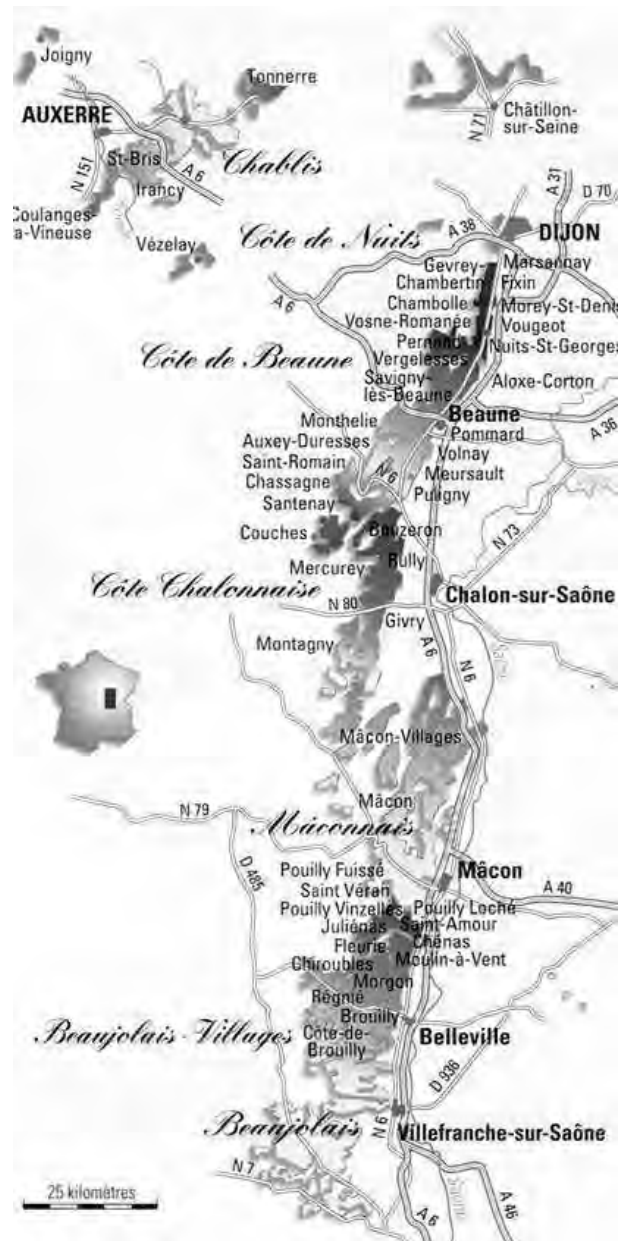 Joigny
Tonnerre
AUXERRE
Châtillon-
sur-Seine
N 71
St-Bris
Chablis
N 151
A 6
Irancy
Coulanges-
la-Vineuse
Vézelay
A 31
D 70
Côte de Nuits
A 38
DIJON
Gevrey-
Chambertin
Marsannay
Fixin
A 6
Chambolle
Morey-St-Denis
Vosne-Romanée
Vougeot
Pernand
Vergelesses
Nuits-St-Georges
Côte de Beaune
Savigny-
lès-Beaune
Aloxe-Corton
Beaune
A 36
Monthelie
Pommard
Auxey-Duresses
Volnay
Saint-Romain
N 6
Meursault
Chassagne
Puligny
Santenay
N 73
Couches
Bouzeron
Mercurey
Rully
Côte Chalonnaise
Chalon-sur-Saône
N 80
Givry
A 6
N 6
Saône
Montagny
Mâcon-Villages
Mâcon
N 79
Mâconnais
D 485
Pouilly Fuissé
Mâcon
A 40
Saint Véran
Pouilly Vinzelles
Pouilly Loché
Juliénas
Saint-Amour
Fleurie
Chénas
Chiroubles
Moulin-à-Vent
Morgon
Régnié
Brouilly
Beaujolais-Villages
Côte-de-
Brouilly
Belleville
D 936
Beaujolais
N 6
Villefranche-sur-Saône
N 7
25 kilomètres
Saône
A 6
A 46